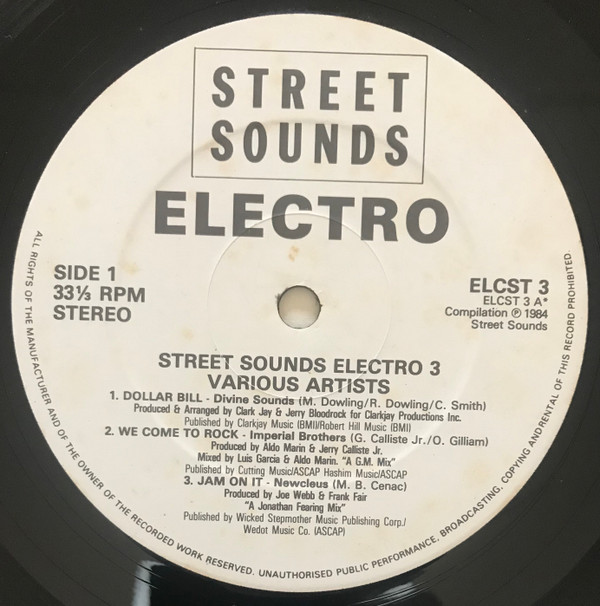 STREET
SOUNDS
ELECTRO
SIDE 1
33⅓ RPM
STEREO
ELCST 3
ELCST 3 A*
Compilation ℗ 1984
Street Sounds
STREET SOUNDS ELECTRO 3
VARIOUS ARTISTS
1. DOLLAR BILL - Divine Sounds (M. Dowling/R. Dowling/C. Smith)
Produced & Arranged by Clark Jay & Jerry Bloodrock for Clarkjay Productions Inc.
Published by Clarkjay Music (BMI)/Robert Hill Music (BMI)
2. WE COME TO ROCK - Imperial Brothers (G. Calliste Jr./O. Gilliam)
Produced by Aldo Marin & Jerry Calliste Jr.
Mixed by Luis Garcia & Aldo Marin. "A G.M. Mix"
Published by Cutting Music/ASCAP Hashim Music/ASCAP
3. JAM ON IT - Newcleus (M. B. Cenac)
Produced by Joe Webb & Frank Fair
"A Jonathan Fearing Mix"
Published by Wicked Stepmother Music Publishing Corp./
Wedot Music Co. (ASCAP)
ALL RIGHTS OF THE MANUFACTURER AND OF THE OWNER OF THE RECORDED WORK RESERVED. UNAUTHORISED PUBLIC PERFORMANCE, BROADCASTING, COPYING AND RENTAL OF THIS RECORD PROHIBITED.